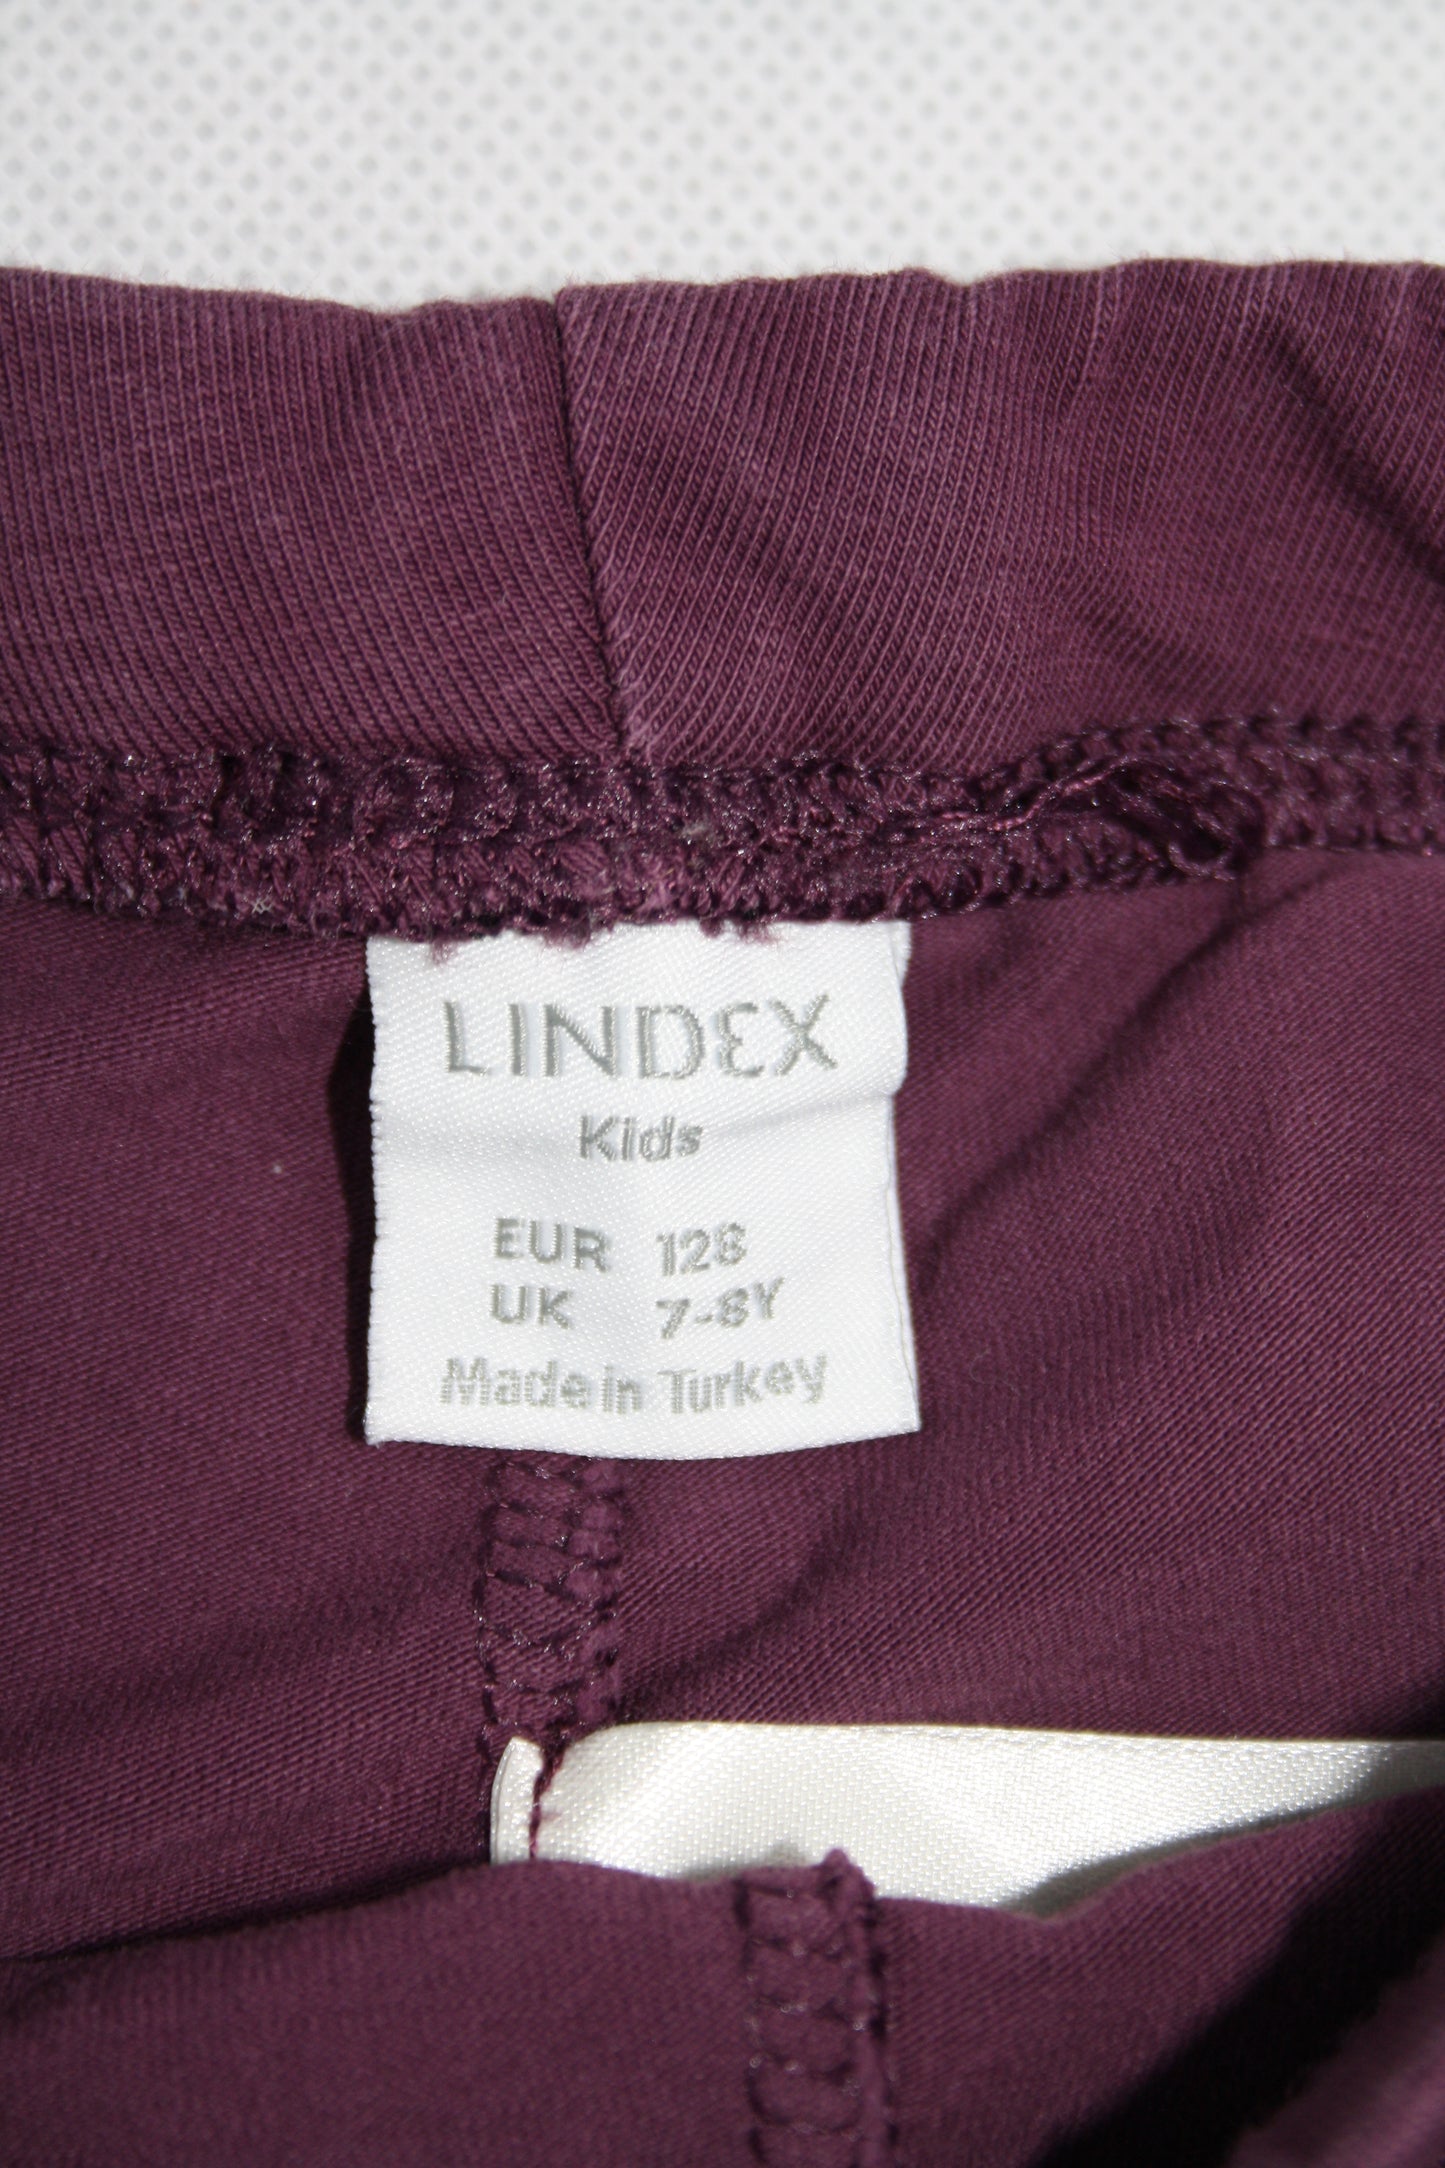 LINDEX
Kids
EUR 128
UK 7-8Y
Made in Turkey